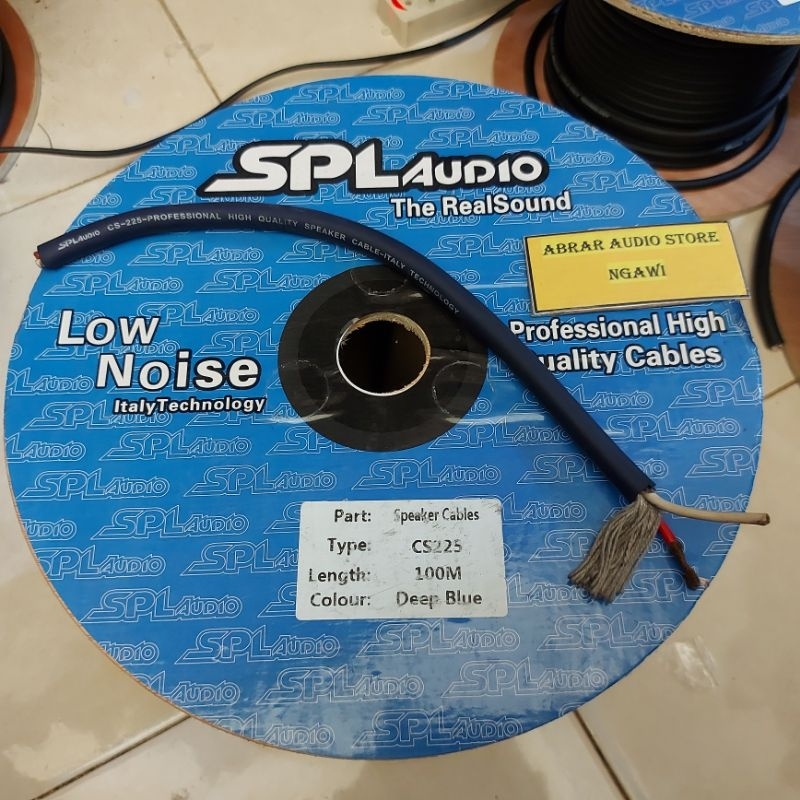 SPL AUDIO
The RealSound
SPL AUDIO CS-225-PROFESSIONAL HIGH QUALITY SPEAKER CABLE-ITALY TECHNOLOGY
ABRAR AUDIO STORE
NGAWI
Low
Noise
ItalyTechnology
Professional High
uality Cables
Part: Speaker Cables
Type: CS225
Length: 100M
Colour: Deep Blue